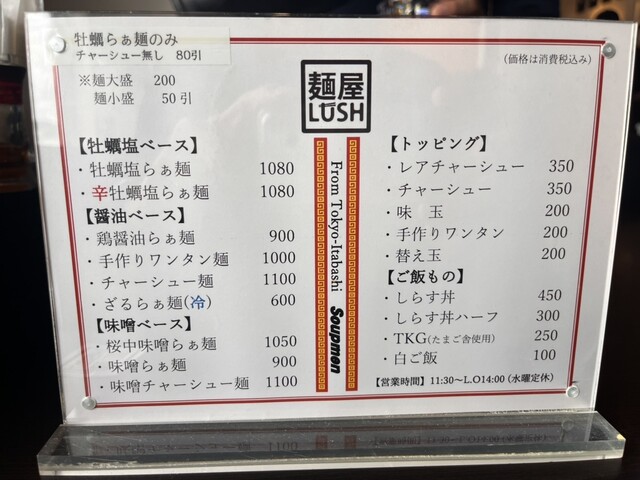 牡蠣らぁ麺のみ
チャーシュー無し 80引
※麺大盛 200
麺小盛 50引
(価格は消費税込み)
麺屋
LUSH
【牡蠣塩ベース】
・牡蠣塩らぁ麺 1080
・辛牡蠣塩らぁ麺 1080
【醤油ベース】
・鶏醤油らぁ麺 900
・手作りワンタン麺 1000
・チャーシュー麺 1100
・ざるらぁ麺(冷) 600
【味噌ベース】
・桜中味噌らぁ麺 1050
・味噌らぁ麺 900
・味噌チャーシュー麺 1100
From Tokyo-Itabashi Soupmen
【トッピング】
・レアチャーシュー 350
・チャーシュー 350
・味 玉 200
・手作りワンタン 200
・替え玉 200
【ご飯もの】
・しらす丼 450
・しらす丼ハーフ 300
・TKG(たまご舎使用) 250
・白ご飯 100
【営業時間】11:30～L.O14:00(水曜定休)